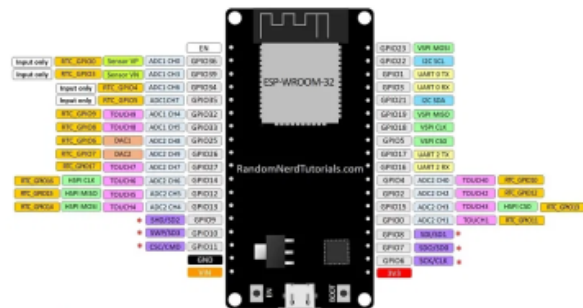 EN
Input only RTC_GPIO0 Sensor VP ADC1 CH0 GPIO36
Input only RTC_GPIO3 Sensor VN ADC1 CH3 GPIO39
Input only RTC_GPIO4 ADC1 CH6 GPIO34
Input only RTC_GPIO5 ADC1CH7 GPIO35
RTC_GPIO9 TOUCH9 ADC1 CH4 GPIO32
RTC_GPIO8 TOUCH8 ADC1 CH5 GPIO33
RTC_GPIO6 DAC1 ADC2 CH8 GPIO25
RTC_GPIO7 DAC2 ADC2 CH9 GPIO26
RTC_GPIO17 TOUCH7 ADC2 CH7 GPIO27
RTC_GPIO16 HSPI CLK TOUCH6 ADC2 CH6 GPIO14
RTC_GPIO15 HSPI MISO TOUCH5 ADC2 CH5 GPIO12
RTC_GPIO14 HSPI MOSI TOUCH4 ADC2 CH4 GPIO13
* SHD/SD2 GPIO9
* SWP/SD3 GPIO10
* CSC/CMD GPIO11
GND
VIN
ESP-WROOM-32
RandomNerdTutorials.com
EN
BOOT
GPIO23 VSPI MOSI
GPIO22 I2C SCL
GPIO1 UART 0 TX
GPIO3 UART 0 RX
GPIO21 I2C SDA
GPIO19 VSPI MISO
GPIO18 VSPI CLK
GPIO5 VSPI CS0
GPIO17 UART 2 TX
GPIO16 UART 2 RX
GPIO4 ADC2 CH0 TOUCH0 RTC_GPIO10
GPIO2 ADC2 CH2 TOUCH2 RTC_GPIO12
GPIO15 ADC2 CH3 TOUCH3 HSPI CS0 RTC_GPIO13
GPIO0 ADC2 CH1 TOUCH1 RTC_GPIO11
GPIO8 SDI/SD1 *
GPIO7 SDO/SD0 *
GPIO6 SCK/CLK *
3V3